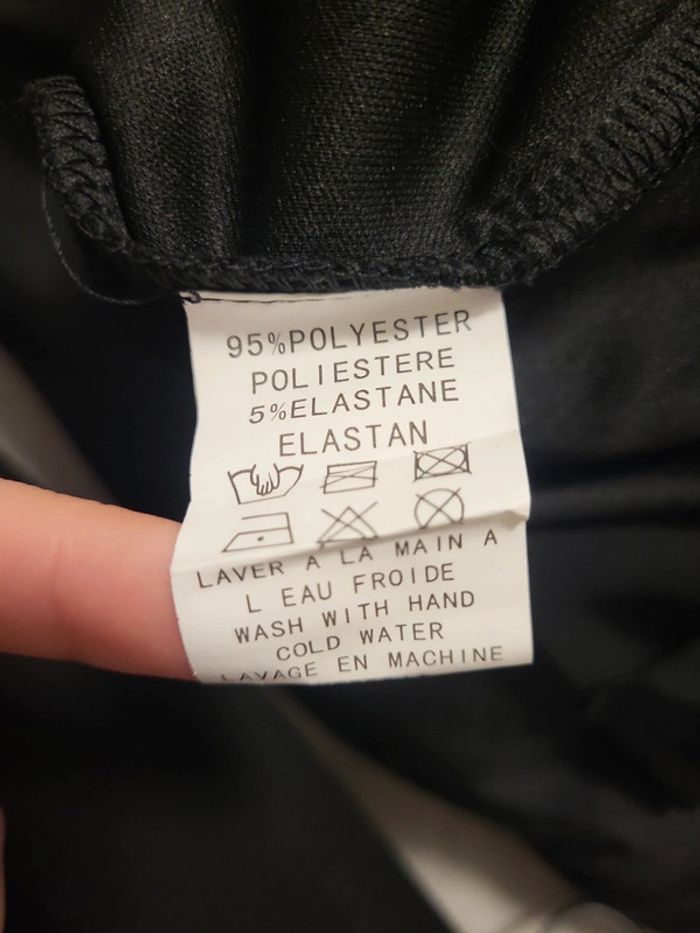 95%POLYESTER
POLIESTERE
5%ELASTANE
ELASTAN
LAVER A LA MAIN A
L EAU FROIDE
WASH WITH HAND
COLD WATER
LAVAGE EN MACHINE